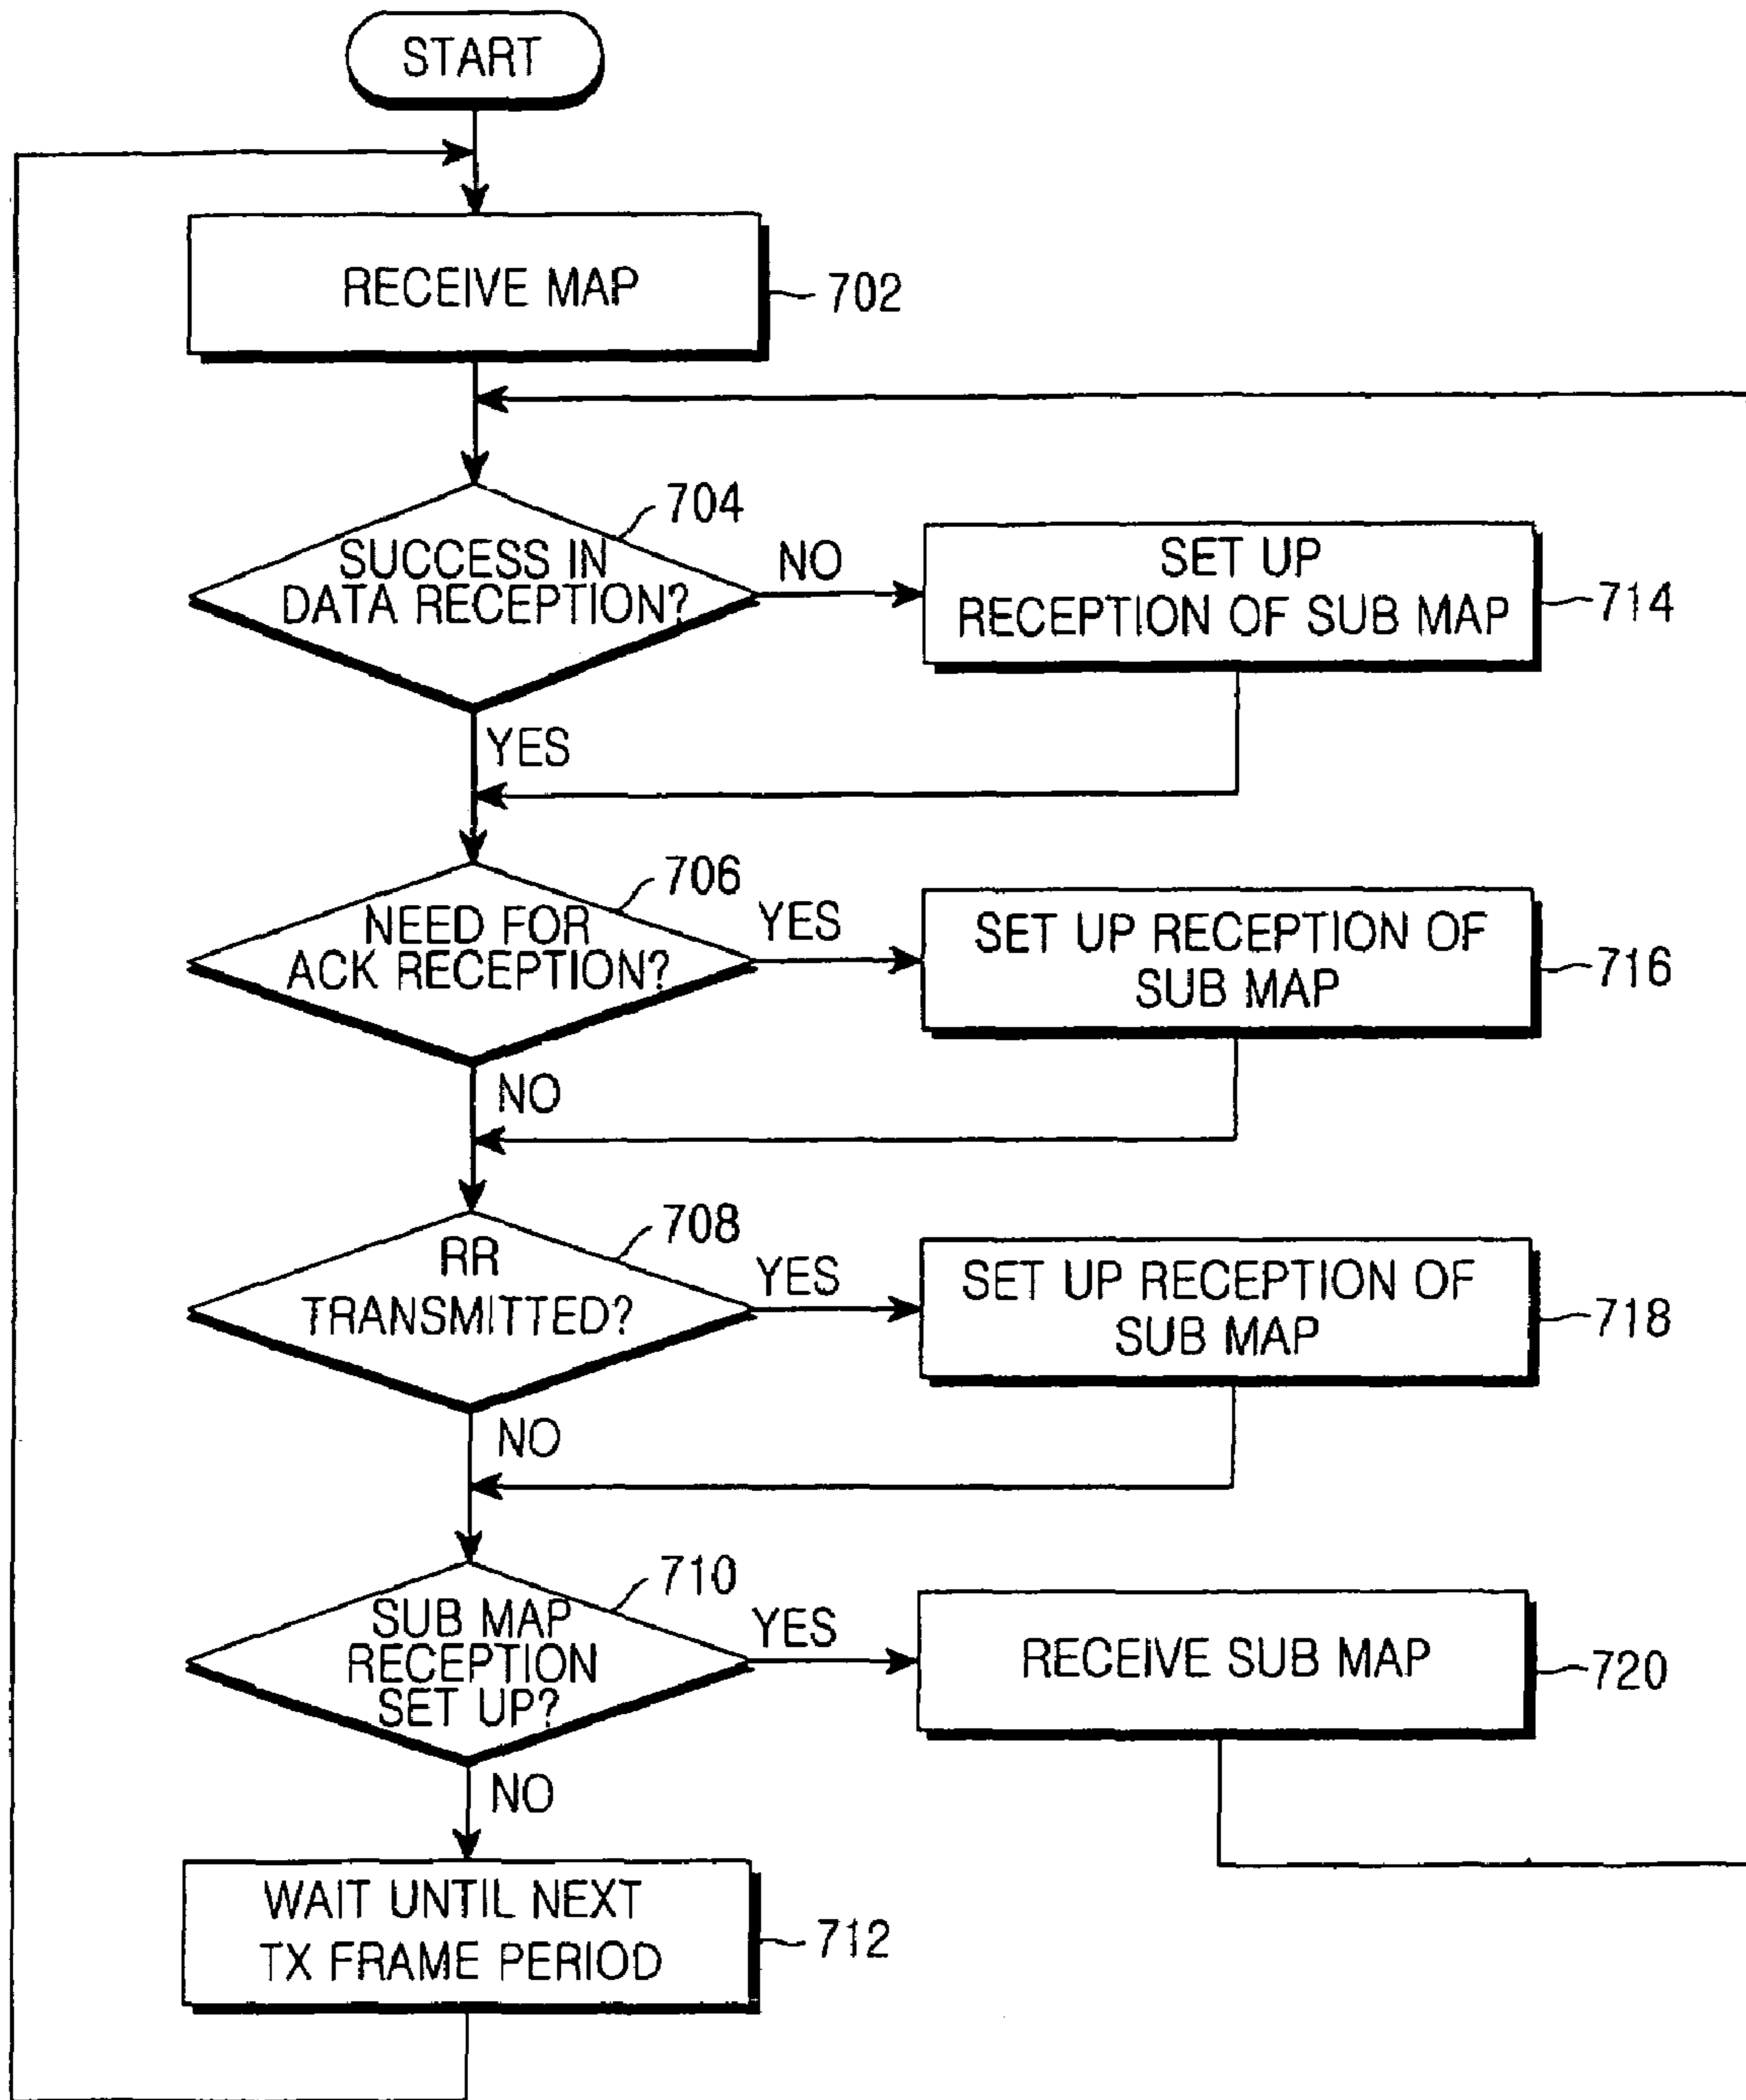 START
RECEIVE MAP
702
704
SUCCESS IN
DATA RECEPTION?
NO
SET UP
RECEPTION OF SUB MAP
714
YES
706
NEED FOR
ACK RECEPTION?
YES
SET UP RECEPTION OF
SUB MAP
716
NO
708
RR
TRANSMITTED?
YES
SET UP RECEPTION OF
SUB MAP
718
NO
710
SUB MAP
RECEPTION
SET UP?
YES
RECEIVE SUB MAP
720
NO
WAIT UNTIL NEXT
TX FRAME PERIOD
712